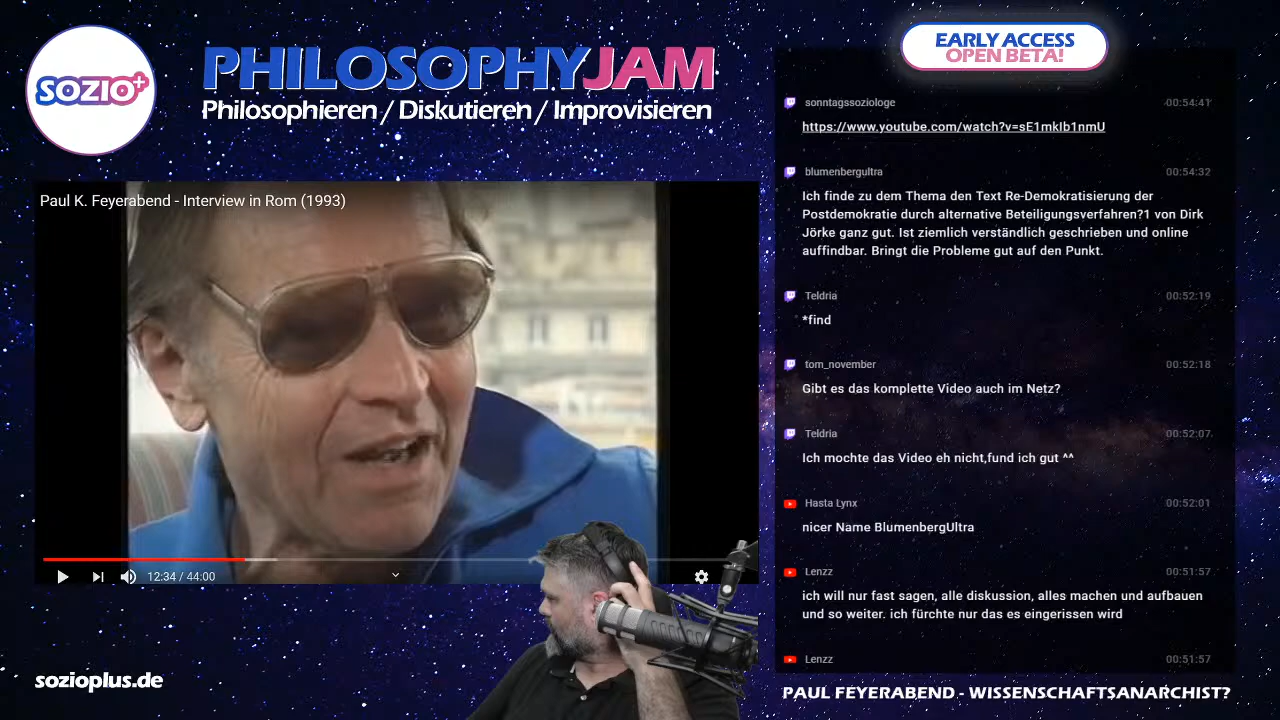 SOZIO+
PHILOSOPHYJAM
Philosophieren / Diskutieren / Improvisieren
EARLY ACCESS
OPEN BETA!
Paul K. Feyerabend - Interview in Rom (1993)
12:34 / 44:00
sozioplus.de
sonntagssoziologe 00:54:41
https://www.youtube.com/watch?v=sE1mkIb1nmU
blumenbergultra 00:54:32
Ich finde zu dem Thema den Text Re-Demokratisierung der
Postdemokratie durch alternative Beteiligungsverfahren?1 von Dirk
Jörke ganz gut. Ist ziemlich verständlich geschrieben und online
auffindbar. Bringt die Probleme gut auf den Punkt.
Teldria 00:52:19
*find
tom_november 00:52:18
Gibt es das komplette Video auch im Netz?
Teldria 00:52:07
Ich mochte das Video eh nicht,fund ich gut ^^
Hasta Lynx 00:52:01
nicer Name BlumenbergUltra
Lenzz 00:51:57
ich will nur fast sagen, alle diskussion, alles machen und aufbauen
und so weiter. ich fürchte nur das es eingerissen wird
Lenzz 00:51:57
PAUL FEYERABEND - WISSENSCHAFTSANARCHIST?